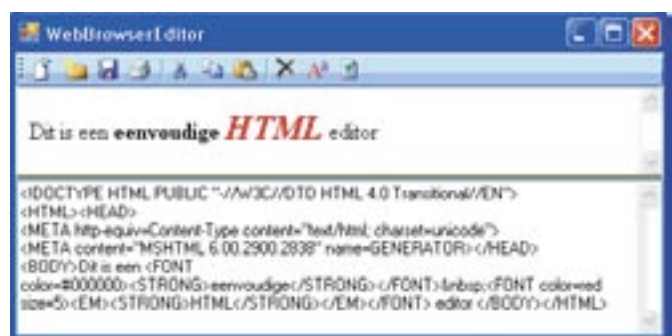 WebBrowserEditor
Dit is een eenvoudige HTML editor
<!DOCTYPE HTML PUBLIC "-//W3C//DTD HTML 4.0 Transitional//EN">
<HTML><HEAD>
<META http-equiv=Content-Type content="text/html; charset=unicode">
<META content="MSHTML 6.00.2900.2838" name=GENERATOR></HEAD>
<BODY>Dit is een <FONT
color=#000000><STRONG>eenvoudige</STRONG></FONT>&nbsp;<FONT color=red
size=5><EM><STRONG>HTML</STRONG></EM></FONT> editor </BODY></HTML>